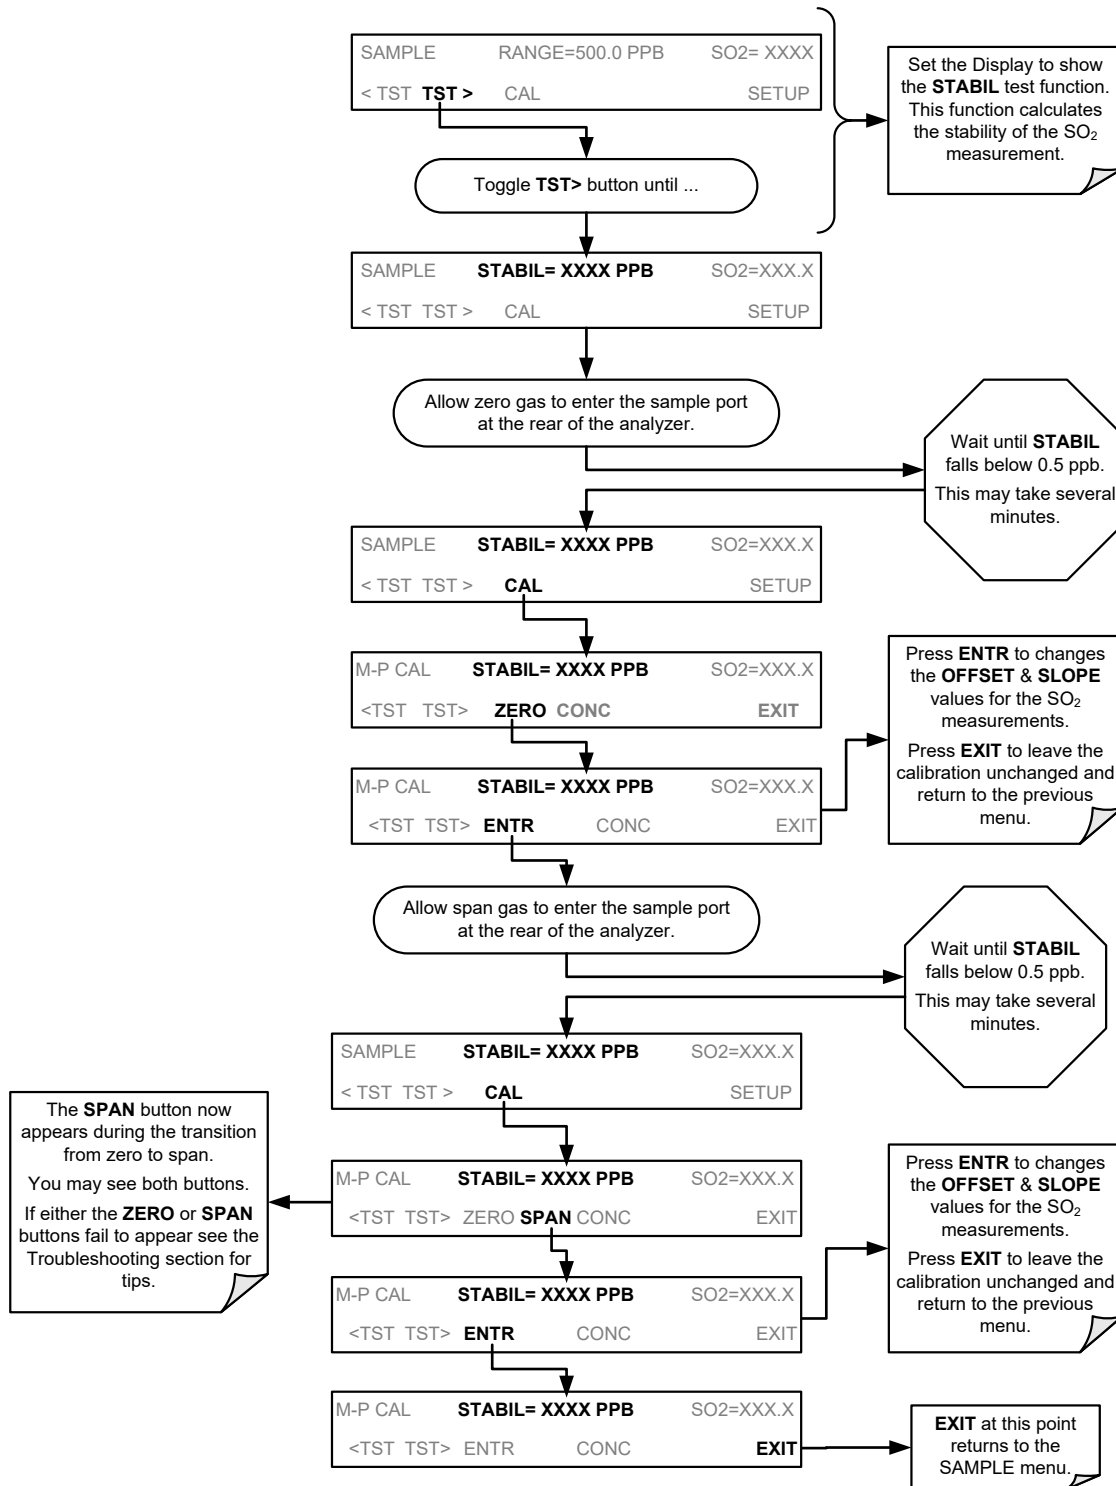 SAMPLE RANGE=500.0 PPB SO2= XXXX
< TST TST > CAL SETUP
Set the Display to show
the STABIL test function.
This function calculates
the stability of the SO2
measurement.
Toggle TST> button until ...
SAMPLE STABIL= XXXX PPB SO2=XXX.X
< TST TST > CAL SETUP
Allow zero gas to enter the sample port
at the rear of the analyzer.
Wait until STABIL
falls below 0.5 ppb.
This may take several
minutes.
SAMPLE STABIL= XXXX PPB SO2=XXX.X
< TST TST > CAL SETUP
M-P CAL STABIL= XXXX PPB SO2=XXX.X
<TST TST> ZERO CONC EXIT
M-P CAL STABIL= XXXX PPB SO2=XXX.X
<TST TST> ENTR CONC EXIT
Press ENTR to changes
the OFFSET & SLOPE
values for the SO2
measurements.
Press EXIT to leave the
calibration unchanged and
return to the previous
menu.
Allow span gas to enter the sample port
at the rear of the analyzer.
Wait until STABIL
falls below 0.5 ppb.
This may take several
minutes.
SAMPLE STABIL= XXXX PPB SO2=XXX.X
< TST TST > CAL SETUP
The SPAN button now
appears during the transition
from zero to span.
You may see both buttons.
If either the ZERO or SPAN
buttons fail to appear see the
Troubleshooting section for
tips.
M-P CAL STABIL= XXXX PPB SO2=XXX.X
<TST TST> ZERO SPAN CONC EXIT
M-P CAL STABIL= XXXX PPB SO2=XXX.X
<TST TST> ENTR CONC EXIT
Press ENTR to changes
the OFFSET & SLOPE
values for the SO2
measurements.
Press EXIT to leave the
calibration unchanged and
return to the previous
menu.
M-P CAL STABIL= XXXX PPB SO2=XXX.X
<TST TST> ENTR CONC EXIT
EXIT at this point
returns to the
SAMPLE menu.